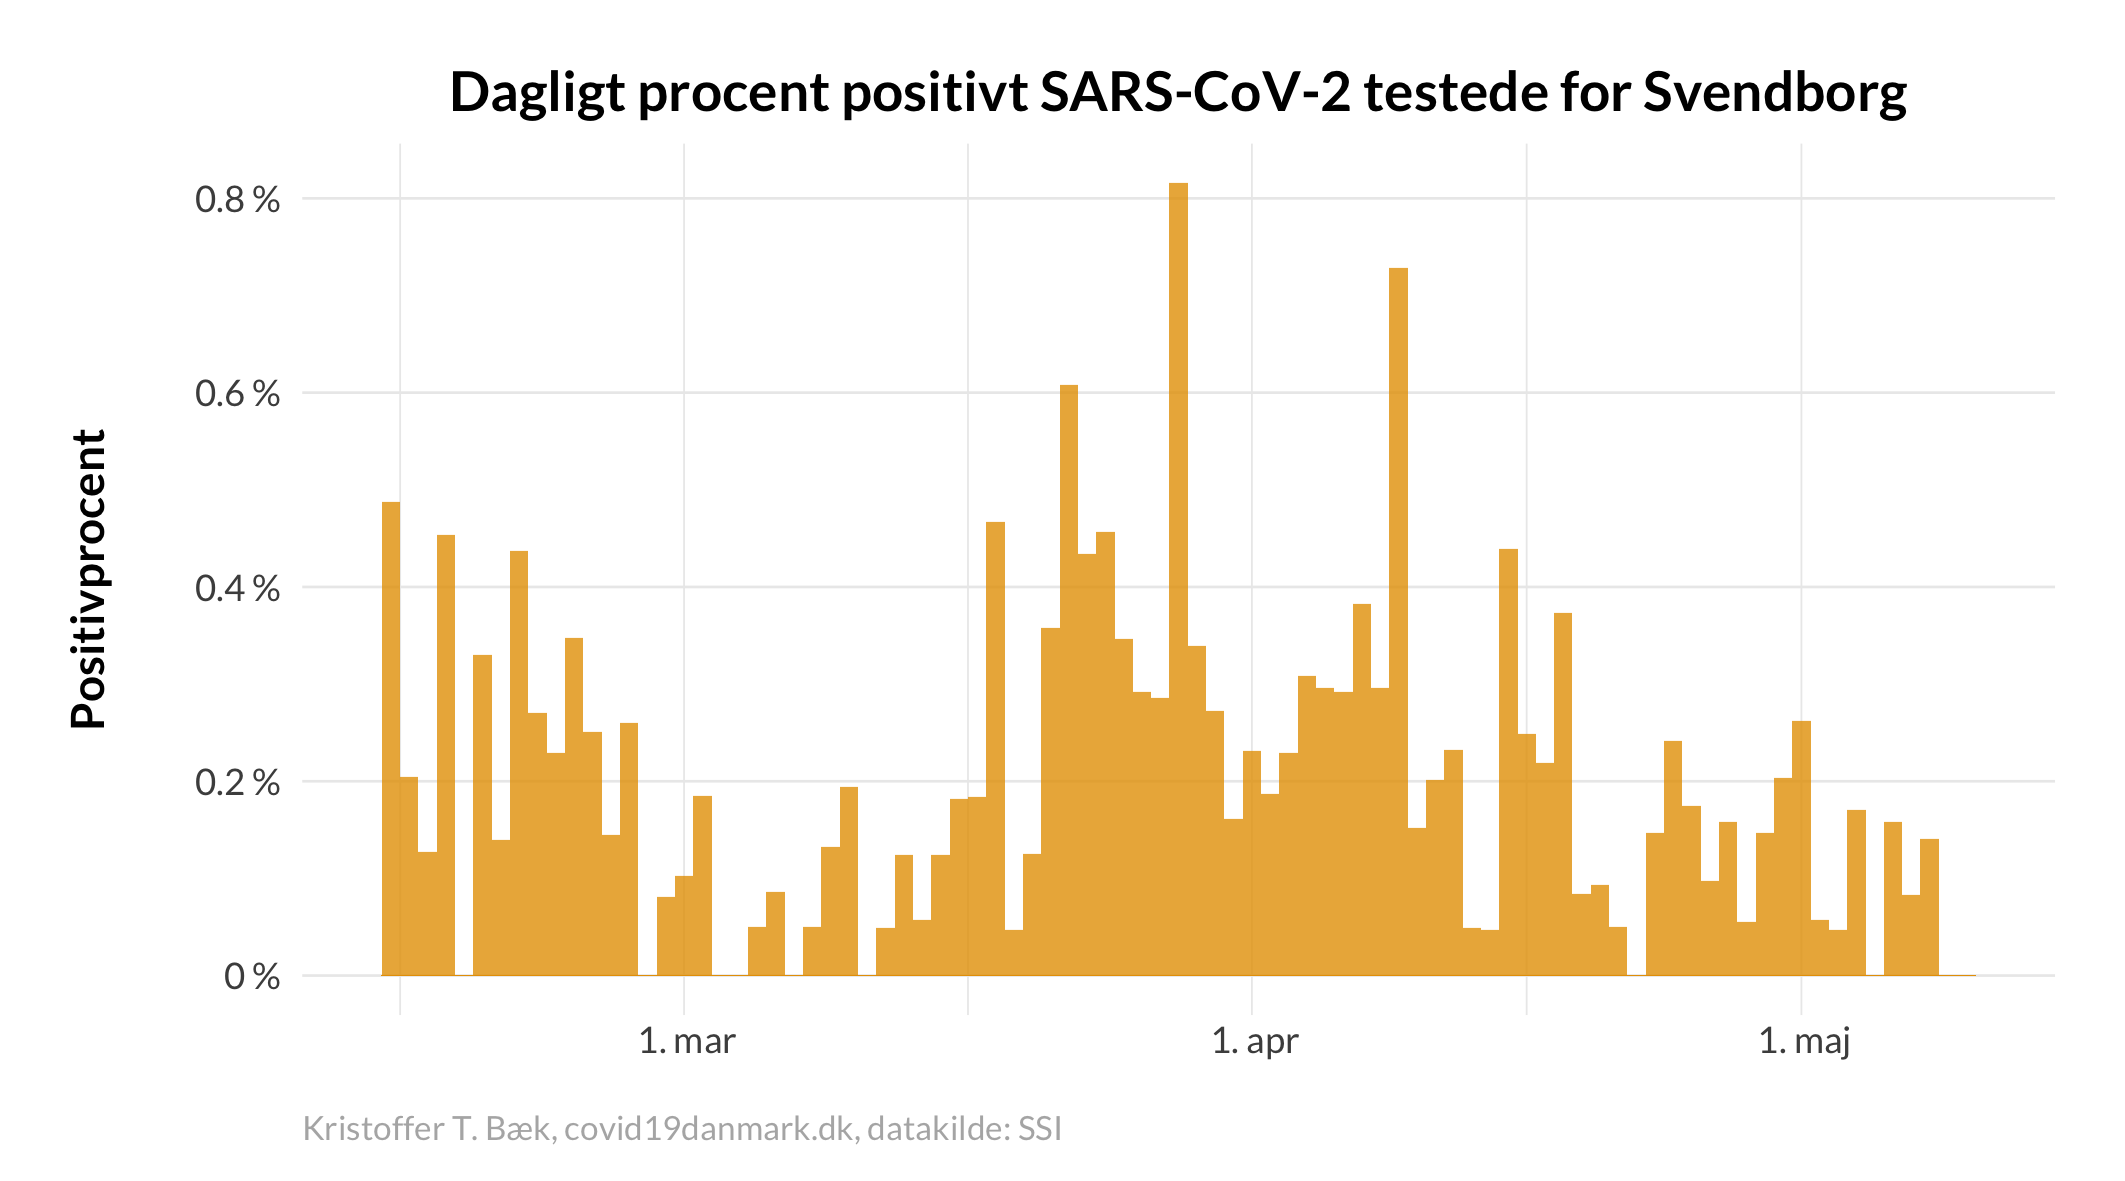 Dagligt procent positivt SARS-CoV-2 testede for Svendborg
Positivprocent
0.8 %
0.6 %
0.4 %
0.2 %
0 %
1. mar
1. apr
1. maj
Kristoffer T. Bæk, covid19danmark.dk, datakilde: SSI